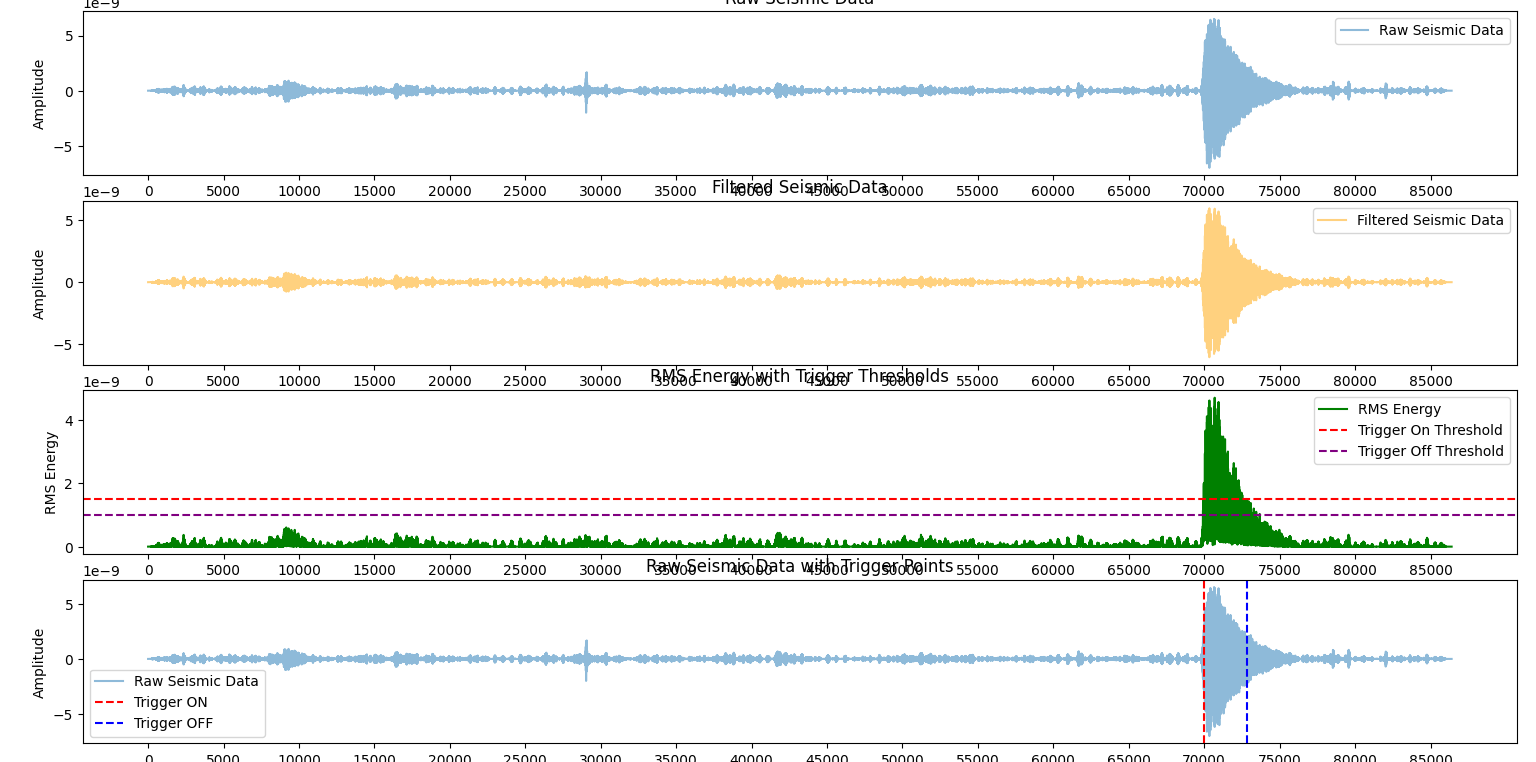 Raw Seismic Data
1e−9
Raw Seismic Data
5
0
−5
Amplitude
0 5000 10000 15000 20000 25000 30000 35000 40000 45000 50000 55000 60000 65000 70000 75000 80000 85000
Filtered Seismic Data
1e−9
Filtered Seismic Data
5
0
−5
Amplitude
0 5000 10000 15000 20000 25000 30000 35000 40000 45000 50000 55000 60000 65000 70000 75000 80000 85000
RMS Energy with Trigger Thresholds
1e−9
RMS Energy
Trigger On Threshold
Trigger Off Threshold
4
2
0
RMS Energy
0 5000 10000 15000 20000 25000 30000 35000 40000 45000 50000 55000 60000 65000 70000 75000 80000 85000
Raw Seismic Data with Trigger Points
1e−9
5
0
−5
Amplitude
Raw Seismic Data
Trigger ON
Trigger OFF
0 5000 10000 15000 20000 25000 30000 35000 40000 45000 50000 55000 60000 65000 70000 75000 80000 85000